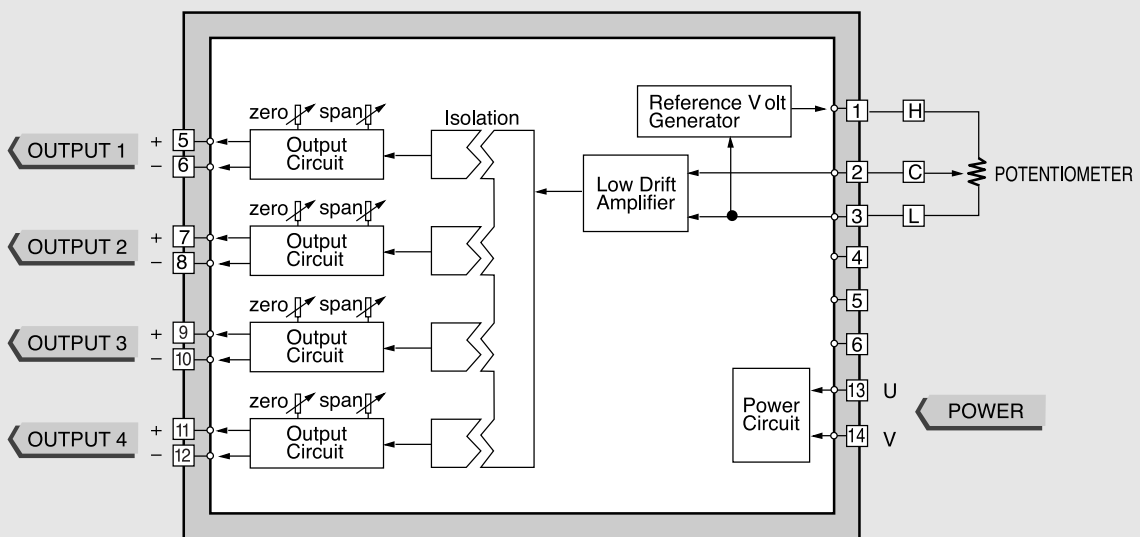 Reference Volt
Generator
1 H
zero span
Isolation
OUTPUT 1
+ 5
− 6
Output
Circuit
Low Drift
Amplifier
2 C
POTENTIOMETER
3 L
zero span
OUTPUT 2
+ 7
− 8
Output
Circuit
4
5
zero span
OUTPUT 3
+ 9
− 10
Output
Circuit
6
Power
Circuit
13 U
14 V
POWER
zero span
OUTPUT 4
+ 11
− 12
Output
Circuit